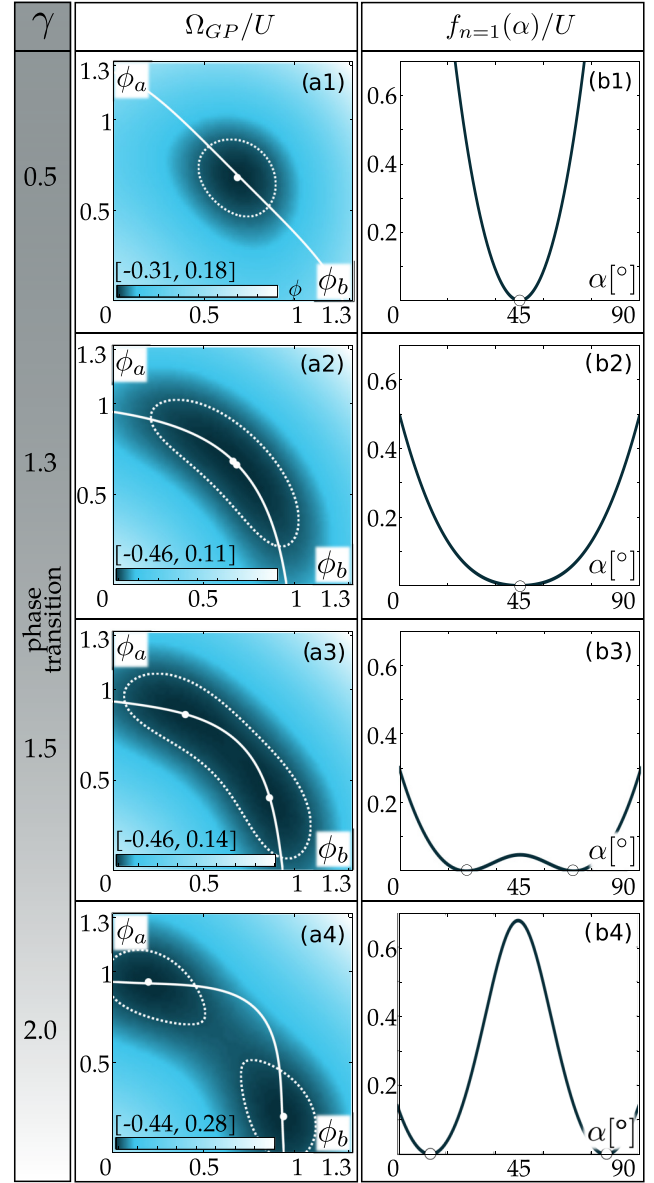 γ
Ω_GP/U
f_{n=1}(α)/U
0.5
1.3
ϕ_a
(a1)
1
0.5
[-0.31, 0.18]
ϕ
ϕ_b
0
0.5
1
1.3
(b1)
0.6
0.4
0.2
α[°]
0
45
90
1.3
1.3
ϕ_a
(a2)
1
0.5
[-0.46, 0.11]
ϕ_b
0
0.5
1
1.3
(b2)
0.6
0.4
0.2
α[°]
0
45
90
phase
transition
1.5
1.3
ϕ_a
(a3)
1
0.5
[-0.46, 0.14]
ϕ_b
0
0.5
1
1.3
(b3)
0.6
0.4
0.2
α[°]
0
45
90
2.0
1.3
ϕ_a
(a4)
1
0.5
[-0.44, 0.28]
ϕ_b
0
0.5
1
1.3
(b4)
0.6
0.4
0.2
α[°]
0
45
90